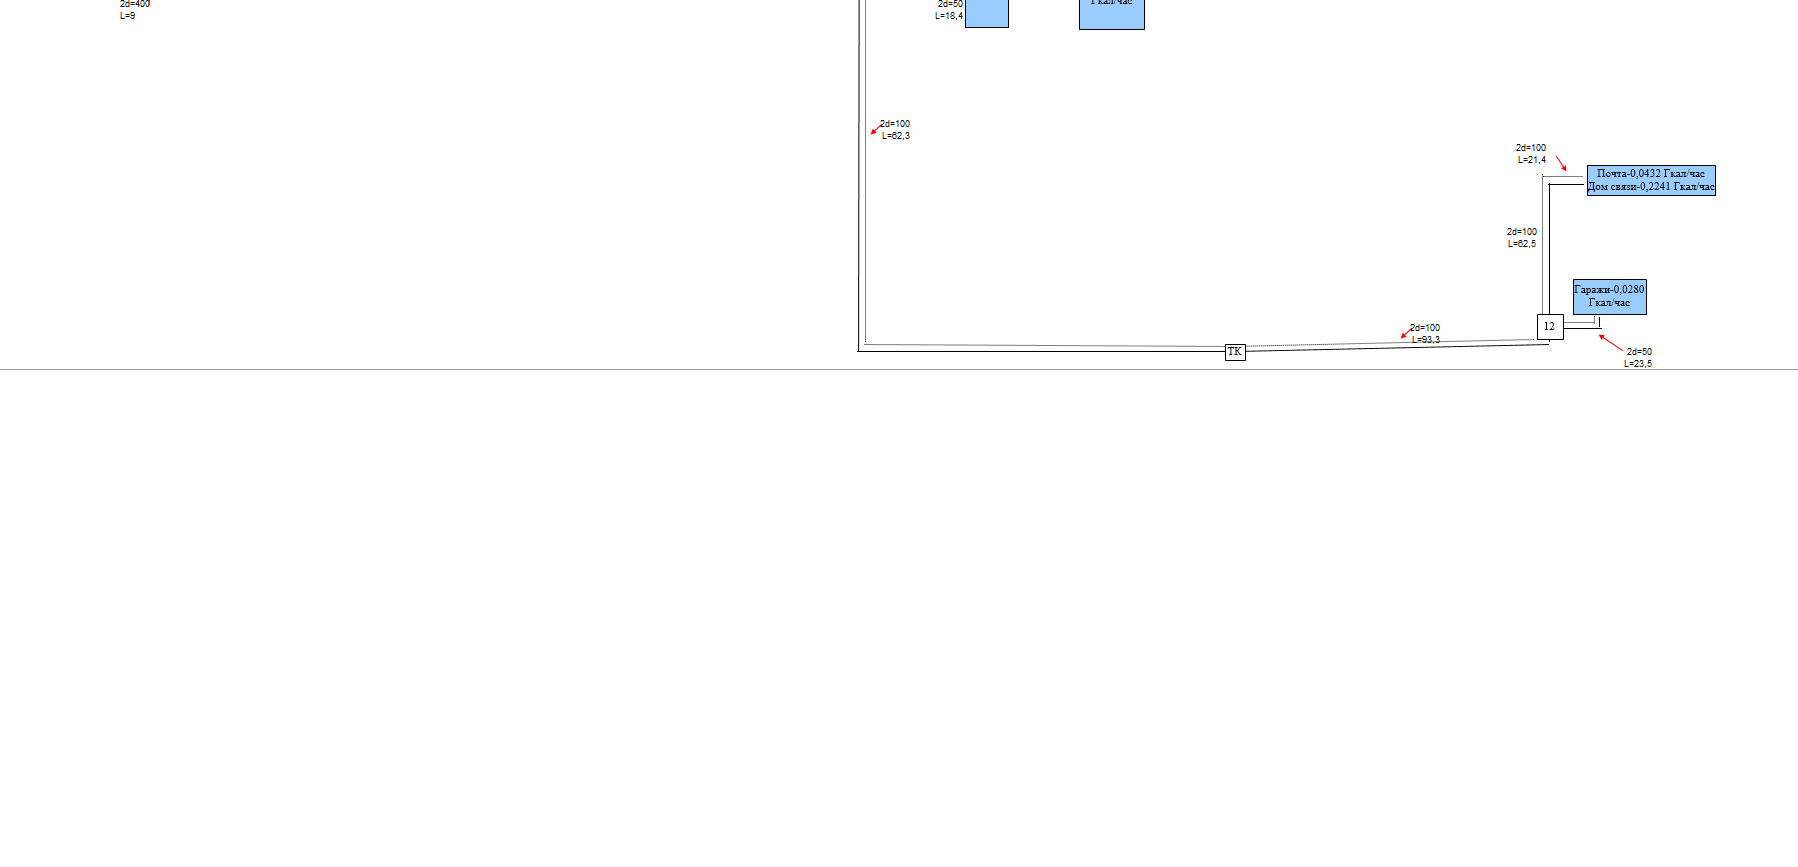 2d=400
L=9
2d=50
L=18,4
Гкал/час
2d=100
L=62,3
2d=100
L=21,4
Почта-0,0432 Гкал/час
Дом связи-0,2241 Гкал/час
2d=100
L=62,5
Гаражи-0,0280
Гкал/час
12
2d=100
L=93,3
ТК
2d=50
L=23,5